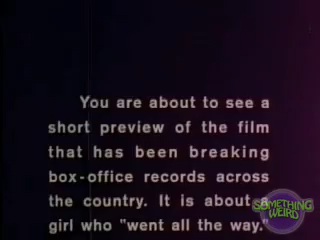 You are about to see a
short preview of the film
that has been breaking
box-office records across
the country. It is about a
girl who "went all the way."
SOMETHING
WEIRD